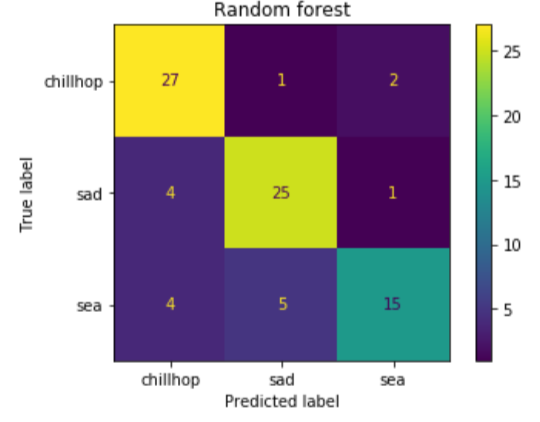 Random forest
chillhop 27 1 2
sad 4 25 1
sea 4 5 15
chillhop sad sea
Predicted label
True label
25
20
15
10
5